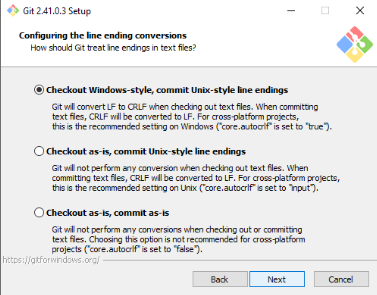 Git 2.41.0.3 Setup
Configuring the line ending conversions
How should Git treat line endings in text files?
Checkout Windows-style, commit Unix-style line endings
Git will convert LF to CRLF when checking out text files. When committing
text files, CRLF will be converted to LF. For cross-platform projects,
this is the recommended setting on Windows ("core.autocrlf" is set to "true").
Checkout as-is, commit Unix-style line endings
Git will not perform any conversion when checking out text files. When
committing text files, CRLF will be converted to LF. For cross-platform projects,
this is the recommended setting on Unix ("core.autocrlf" is set to "input").
Checkout as-is, commit as-is
Git will not perform any conversions when checking out or committing
text files. Choosing this option is not recommended for cross-platform
projects ("core.autocrlf" is set to "false").
https://gitforwindows.org/
Back Next Cancel